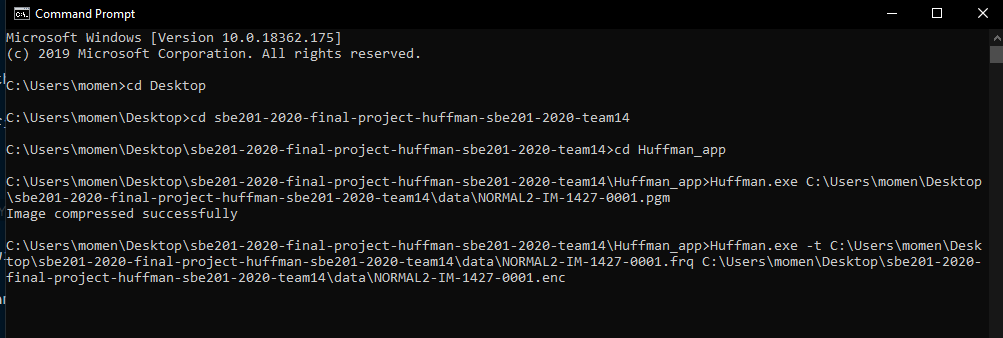 Command Prompt
Microsoft Windows [Version 10.0.18362.175]
(c) 2019 Microsoft Corporation. All rights reserved.
C:\Users\momen>cd Desktop
C:\Users\momen\Desktop>cd sbe201-2020-final-project-huffman-sbe201-2020-team14
C:\Users\momen\Desktop\sbe201-2020-final-project-huffman-sbe201-2020-team14>cd Huffman_app
C:\Users\momen\Desktop\sbe201-2020-final-project-huffman-sbe201-2020-team14\Huffman_app>Huffman.exe C:\Users\momen\Desktop
\sbe201-2020-final-project-huffman-sbe201-2020-team14\data\NORMAL2-IM-1427-0001.pgm
Image compressed successfully
C:\Users\momen\Desktop\sbe201-2020-final-project-huffman-sbe201-2020-team14\Huffman_app>Huffman.exe -t C:\Users\momen\Desk
top\sbe201-2020-final-project-huffman-sbe201-2020-team14\data\NORMAL2-IM-1427-0001.frq C:\Users\momen\Desktop\sbe201-2020-
final-project-huffman-sbe201-2020-team14\data\NORMAL2-IM-1427-0001.enc